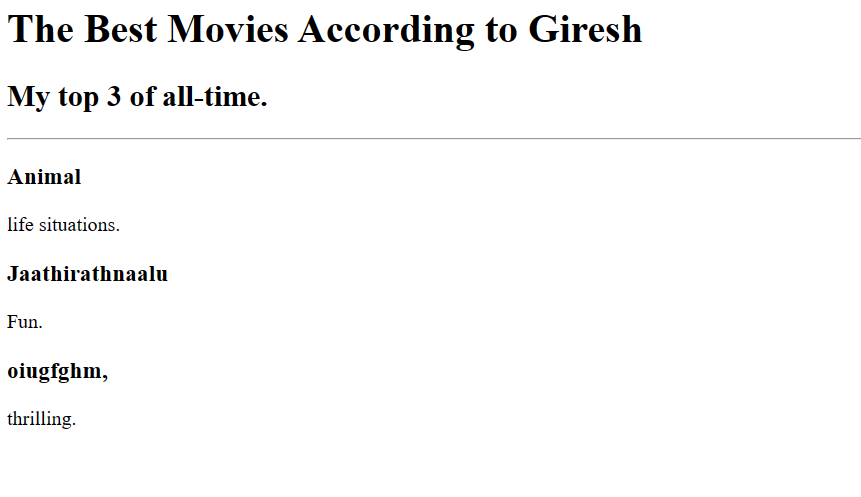 The Best Movies According to Giresh
My top 3 of all-time.
Animal
life situations.
Jaathirathnaalu
Fun.
oiugfghm,
thrilling.